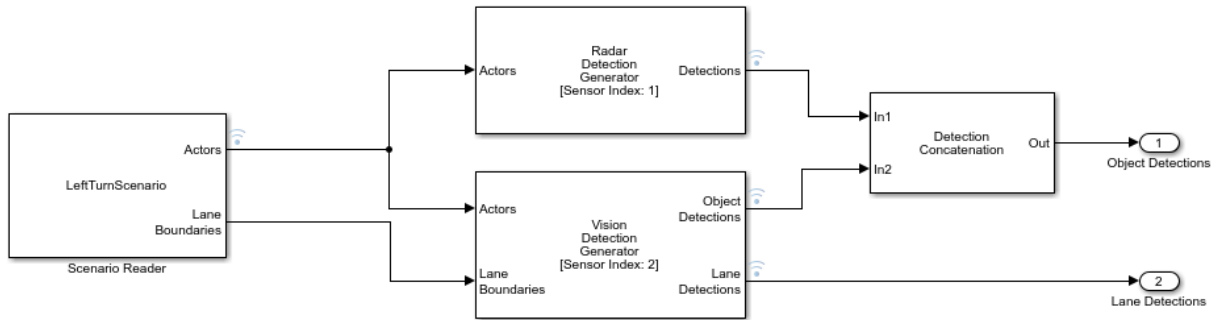 LeftTurnScenario
Actors
Lane
Boundaries
Scenario Reader
Actors
Radar
Detection
Generator
[Sensor Index: 1]
Detections
Actors
Lane
Boundaries
Vision
Detection
Generator
[Sensor Index: 2]
Object
Detections
Lane
Detections
In1
In2
Detection
Concatenation
Out
1
Object Detections
2
Lane Detections